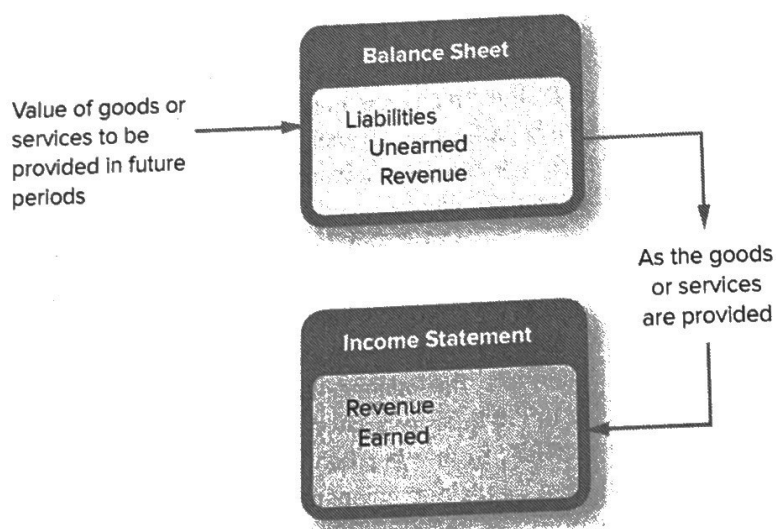 Balance Sheet
Value of goods or
services to be
provided in future
periods
Liabilities
Unearned
Revenue
As the goods
or services
are provided
Income Statement
Revenue
Earned